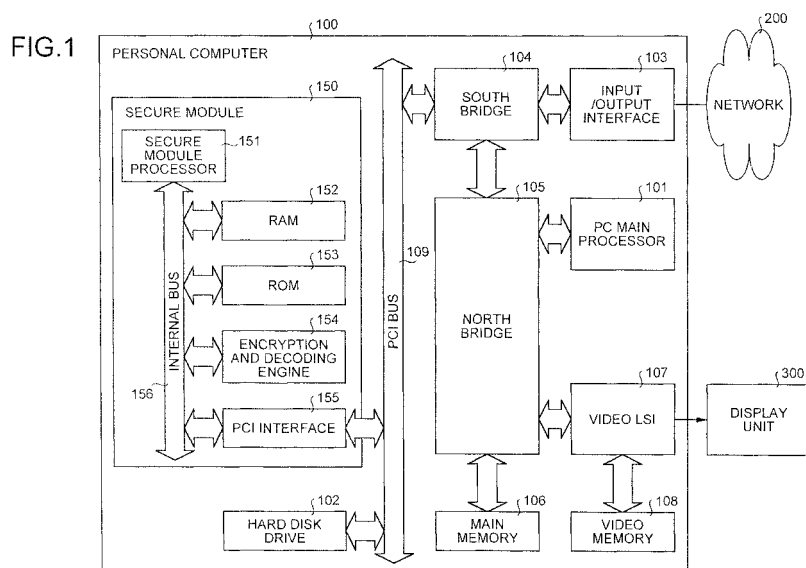 FIG.1
100
PERSONAL COMPUTER
150
SECURE MODULE
SECURE
MODULE
PROCESSOR
151
152
RAM
153
ROM
154
ENCRYPTION
AND DECODING
ENGINE
155
PCI INTERFACE
INTERNAL BUS
156
102
HARD DISK
DRIVE
PCI BUS
109
104
SOUTH
BRIDGE
103
INPUT
/OUTPUT
INTERFACE
200
NETWORK
105
NORTH
BRIDGE
101
PC MAIN
PROCESSOR
107
VIDEO LSI
300
DISPLAY
UNIT
106
MAIN
MEMORY
108
VIDEO MEMORY